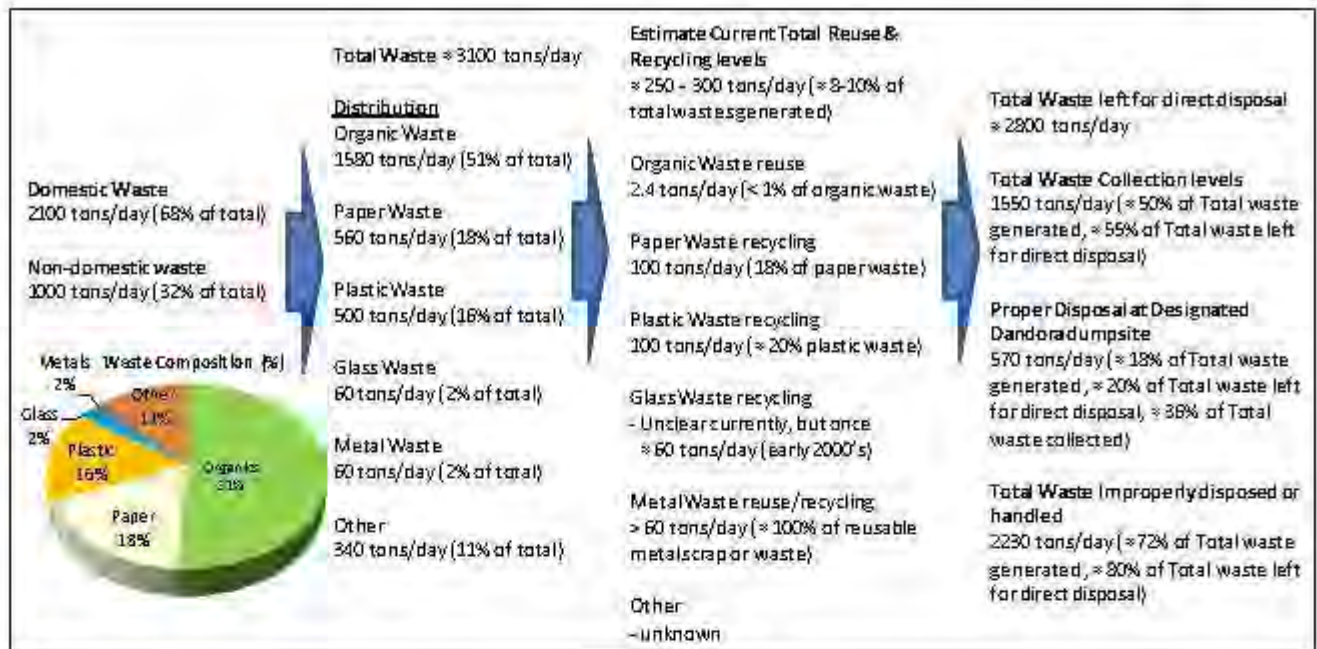 Domestic Waste
2100 tons/day (68% of total)
Non-domestic waste
1000 tons/day (32% of total)
Metals Waste Composition (%)
2%
Other
11%
Glass
2%
Plastic
16%
Organics
51%
Paper
18%
Total Waste ≈ 3100 tons/day
Distribution
Organic Waste
1580 tons/day (51% of total)
Paper Waste
560 tons/day (18% of total)
Plastic Waste
500 tons/day (16% of total)
Glass Waste
60 tons/day (2% of total)
Metal Waste
60 tons/day (2% of total)
Other
340 tons/day (11% of total)
Estimate Current Total Reuse &
Recycling levels
≈ 250 - 300 tons/day (≈ 8-10% of
total wastes generated)
Organic Waste reuse
2.4 tons/day (< 1% of organic waste)
Paper Waste recycling
100 tons/day (18% of paper waste)
Plastic Waste recycling
100 tons/day (≈ 20% plastic waste)
Glass Waste recycling
- Unclear currently, but once
≈ 60 tons/day (early 2000's)
Metal Waste reuse/recycling
> 60 tons/day (≈ 100% of reusable
metal scrap or waste)
Other
- unknown
Total Waste left for direct disposal
≈ 2800 tons/day
Total Waste Collection levels
1550 tons/day (≈ 50% of Total waste
generated, ≈ 55% of Total waste left
for direct disposal)
Proper Disposal at Designated
Dandora dumpsite
570 tons/day (≈ 18% of Total waste
generated, ≈ 20% of Total waste left
for direct disposal, ≈ 36% of Total
waste collected)
Total Waste Improperly disposed or
handled
2230 tons/day (≈72% of Total waste
generated, ≈ 80% of Total waste left
for direct disposal)